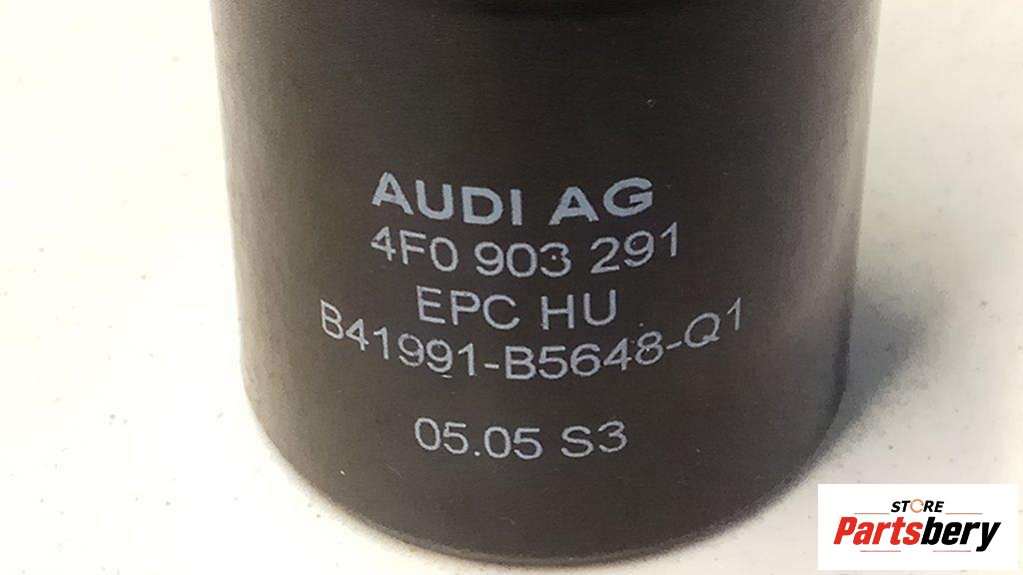 AUDI AG
4F0 903 291
EPC HU
B41991-B5648-Q1
05.05 S3
STORE
Partsbery